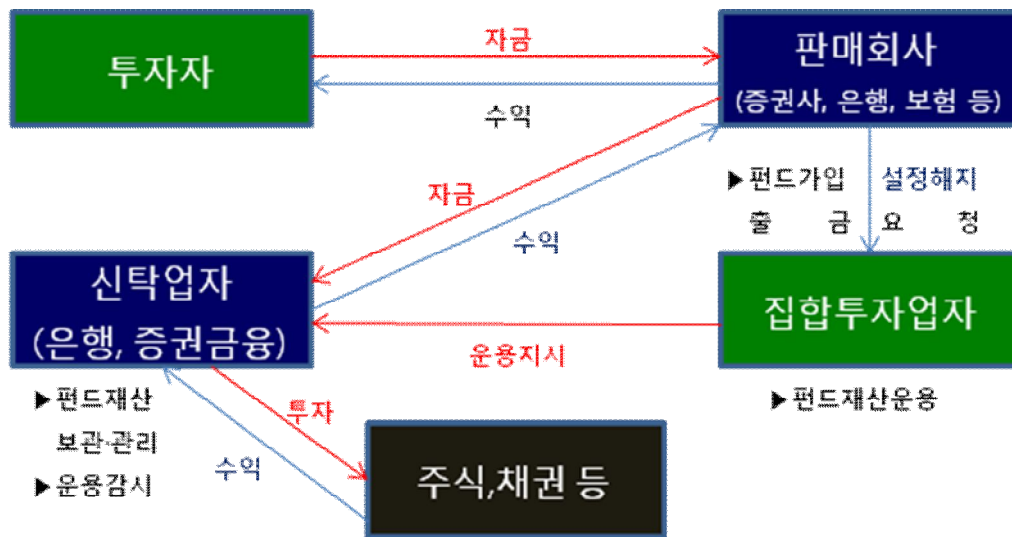 투자자
자금
수익
판매회사
(증권사, 은행, 보험 등)
▶펀드가입 설정해지
출 금 요 청
자금
수익
신탁업자
(은행, 증권금융)
운용지시
집합투자업자
▶펀드재산
보관·관리
▶운용감시
▶펀드재산운용
투자
수익
주식,채권 등